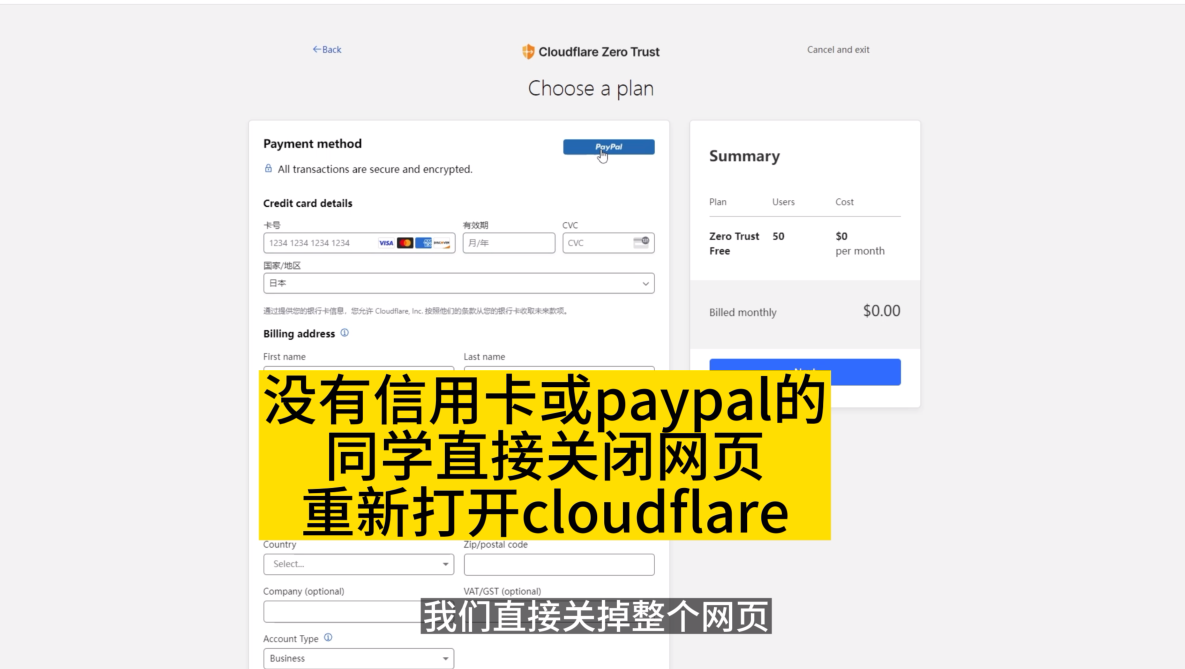 ←Back
Cloudflare Zero Trust
Cancel and exit
Choose a plan
Payment method
PayPal
All transactions are secure and encrypted.
Credit card details
卡号
有效期
CVC
1234 1234 1234 1234
VISA
月/年
CVC
国家/地区
日本
通过提供您的银行卡信息，您允许 Cloudflare, Inc. 按照他们的条款从您的银行卡收取未来款项。
Billing address
First name
Last name
Summary
Plan
Users
Cost
Zero Trust Free
50
$0
per month
Billed monthly
$0.00
没有信用卡或paypal的
同学直接关闭网页
重新打开cloudflare
Country
Zip/postal code
Select...
Company (optional)
VAT/GST (optional)
我们直接关掉整个网页
Account Type
Business